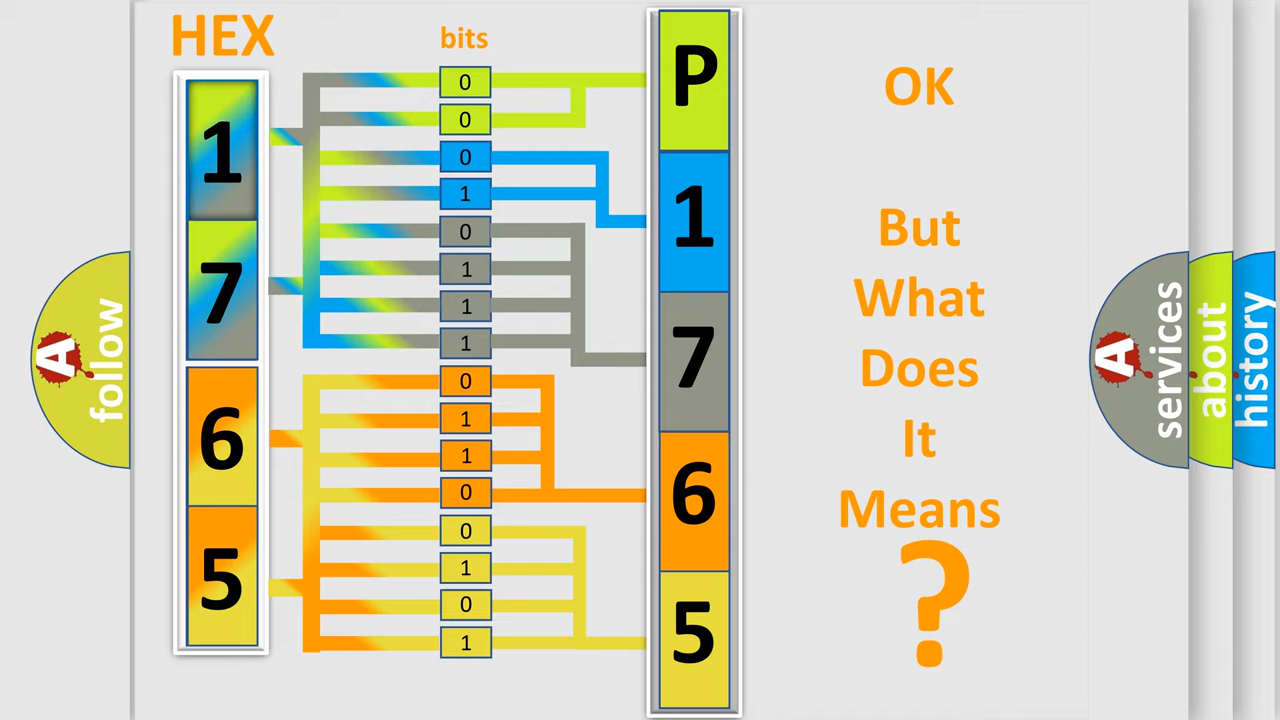 HEX
bits
1
7
6
5
0
0
0
1
0
1
1
1
0
1
1
0
0
1
0
1
P
1
7
6
5
OK
But
What
Does
It
Means
?
A
follow
A
services
about
history